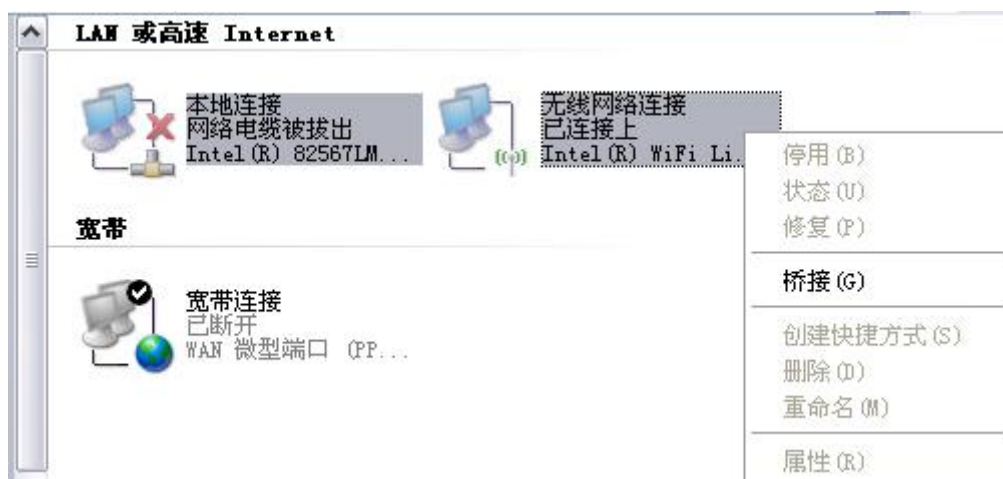 LAN 或高速 Internet
本地连接
网络电缆被拔出
Intel(R) 82567LM...
无线网络连接
已连接上
Intel(R) WiFi Li...
停用(B)
状态(U)
修复(P)
桥接(G)
创建快捷方式(S)
删除(D)
重命名(M)
属性(R)
宽带
宽带连接
已断开
WAN 微型端口 (PP...